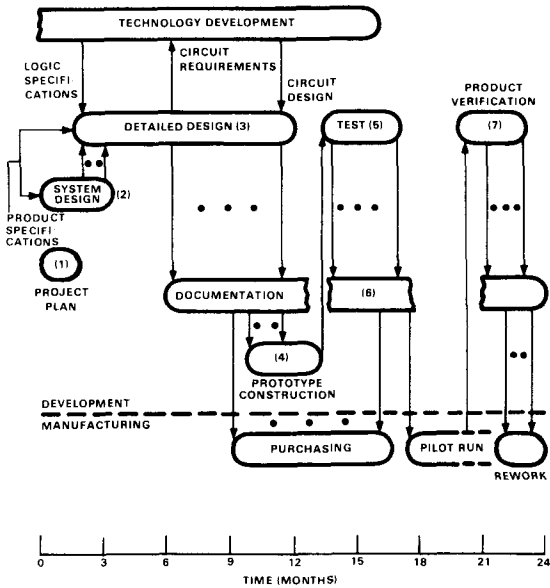 TECHNOLOGY DEVELOPMENT
LOGIC
SPECIFI-
CATIONS
CIRCUIT
REQUIREMENTS
CIRCUIT
DESIGN
PRODUCT
VERIFICATION
DETAILED DESIGN (3)
TEST (5)
(7)
SYSTEM
DESIGN
(2)
PRODUCT
SPECIFI-
CATIONS
(1)
PROJECT
PLAN
DOCUMENTATION
(6)
(4)
PROTOTYPE
CONSTRUCTION
DEVELOPMENT
MANUFACTURING
PURCHASING
PILOT RUN
REWORK
0 3 6 9 12 15 18 21 24
TIME (MONTHS)